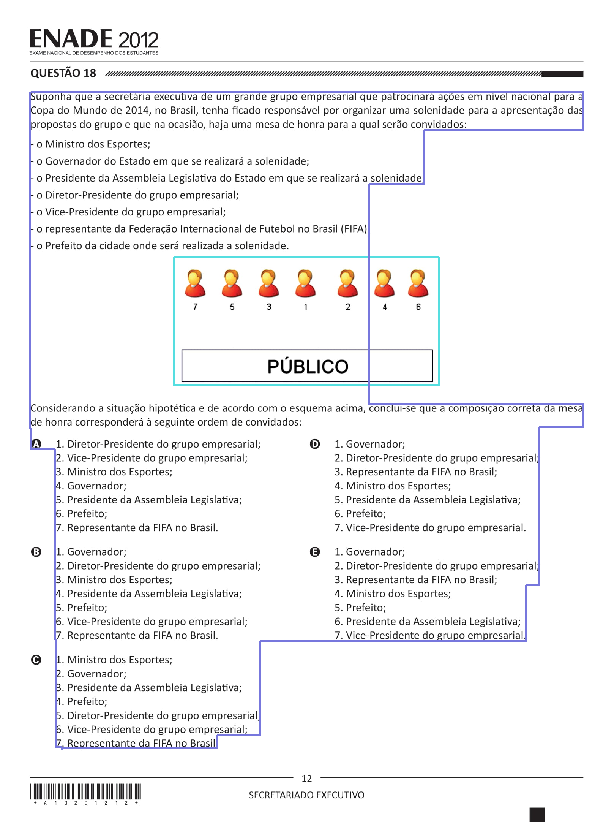 ENADE 2012
EXAME NACIONAL DE DESEMPENHO DOS ESTUDANTES
QUESTÃO 18
Suponha que a secretária executiva de um grande grupo empresarial que patrocinará ações em nível nacional para a
Copa do Mundo de 2014, no Brasil, tenha ficado responsável por organizar uma solenidade para a apresentação das
propostas do grupo e que na ocasião, haja uma mesa de honra para a qual serão convidados:
- o Ministro dos Esportes;
- o Governador do Estado em que se realizará a solenidade;
- o Presidente da Assembleia Legislativa do Estado em que se realizará a solenidade
- o Diretor-Presidente do grupo empresarial;
- o Vice-Presidente do grupo empresarial;
- o representante da Federação Internacional de Futebol no Brasil (FIFA)
- o Prefeito da cidade onde será realizada a solenidade.
7 5 3 1 2 4 6
PÚBLICO
Considerando a situação hipotética e de acordo com o esquema acima, conclui-se que a composição correta da mesa
de honra corresponderá à seguinte ordem de convidados:
A 1. Diretor-Presidente do grupo empresarial;
2. Vice-Presidente do grupo empresarial;
3. Ministro dos Esportes;
4. Governador;
5. Presidente da Assembleia Legislativa;
6. Prefeito;
7. Representante da FIFA no Brasil.
B 1. Governador;
2. Diretor-Presidente do grupo empresarial;
3. Ministro dos Esportes;
4. Presidente da Assembleia Legislativa;
5. Prefeito;
6. Vice-Presidente do grupo empresarial;
7. Representante da FIFA no Brasil.
C 1. Ministro dos Esportes;
2. Governador;
3. Presidente da Assembleia Legislativa;
4. Prefeito;
5. Diretor-Presidente do grupo empresarial
6. Vice-Presidente do grupo empresarial;
7. Representante da FIFA no Brasil
D 1. Governador;
2. Diretor-Presidente do grupo empresarial;
3. Representante da FIFA no Brasil;
4. Ministro dos Esportes;
5. Presidente da Assembleia Legislativa;
6. Prefeito;
7. Vice-Presidente do grupo empresarial.
E 1. Governador;
2. Diretor-Presidente do grupo empresarial;
3. Representante da FIFA no Brasil;
4. Ministro dos Esportes;
5. Prefeito;
6. Presidente da Assembleia Legislativa;
7. Vice-Presidente do grupo empresarial.
12
SECRETARIADO EXECUTIVO